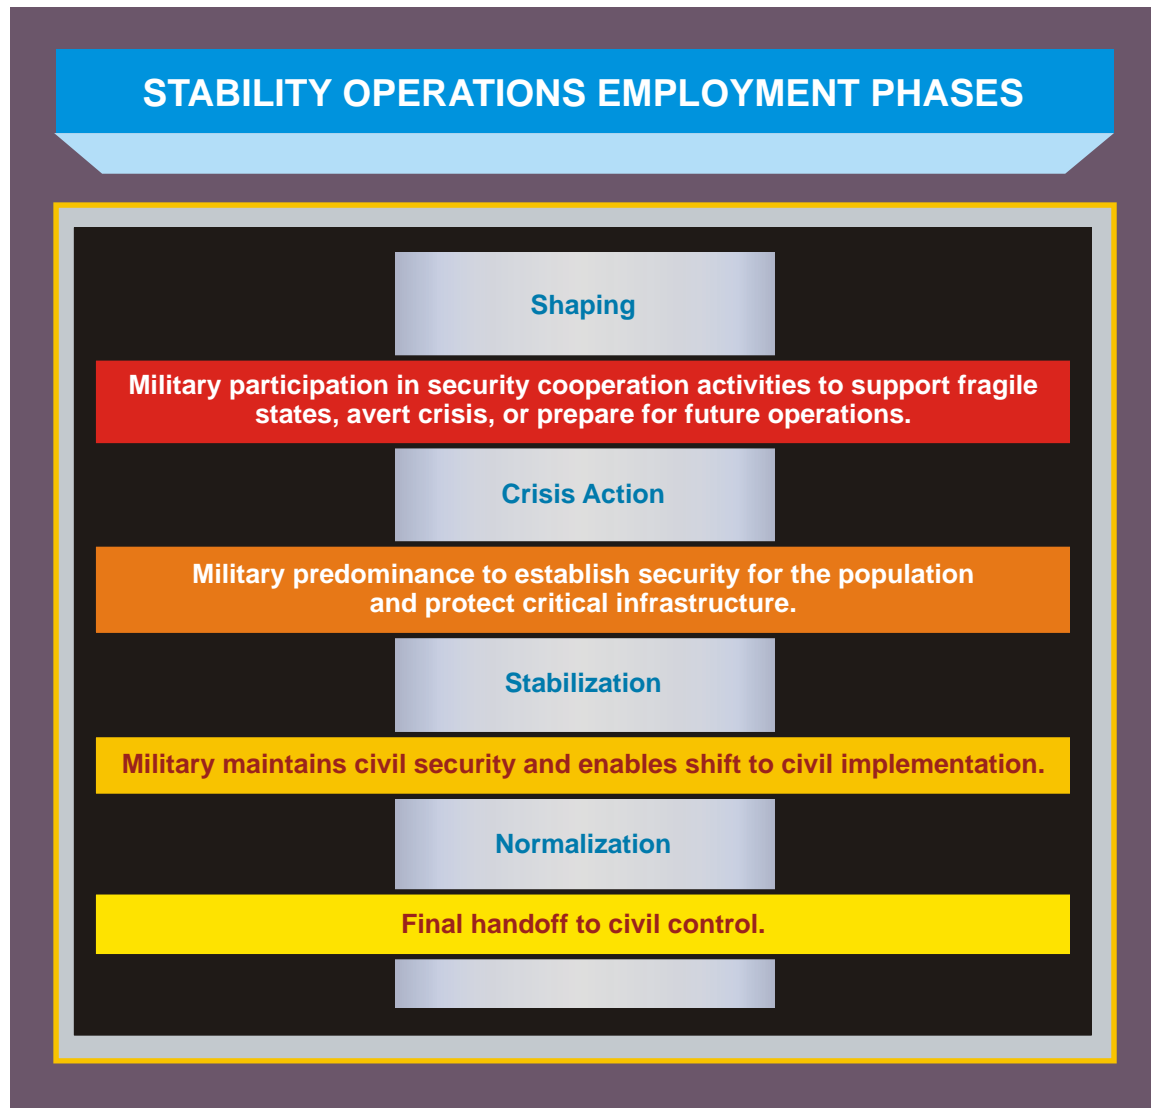 STABILITY OPERATIONS EMPLOYMENT PHASES
Shaping
Military participation in security cooperation activities to support fragile
states, avert crisis, or prepare for future operations.
Crisis Action
Military predominance to establish security for the population
and protect critical infrastructure.
Stabilization
Military maintains civil security and enables shift to civil implementation.
Normalization
Final handoff to civil control.